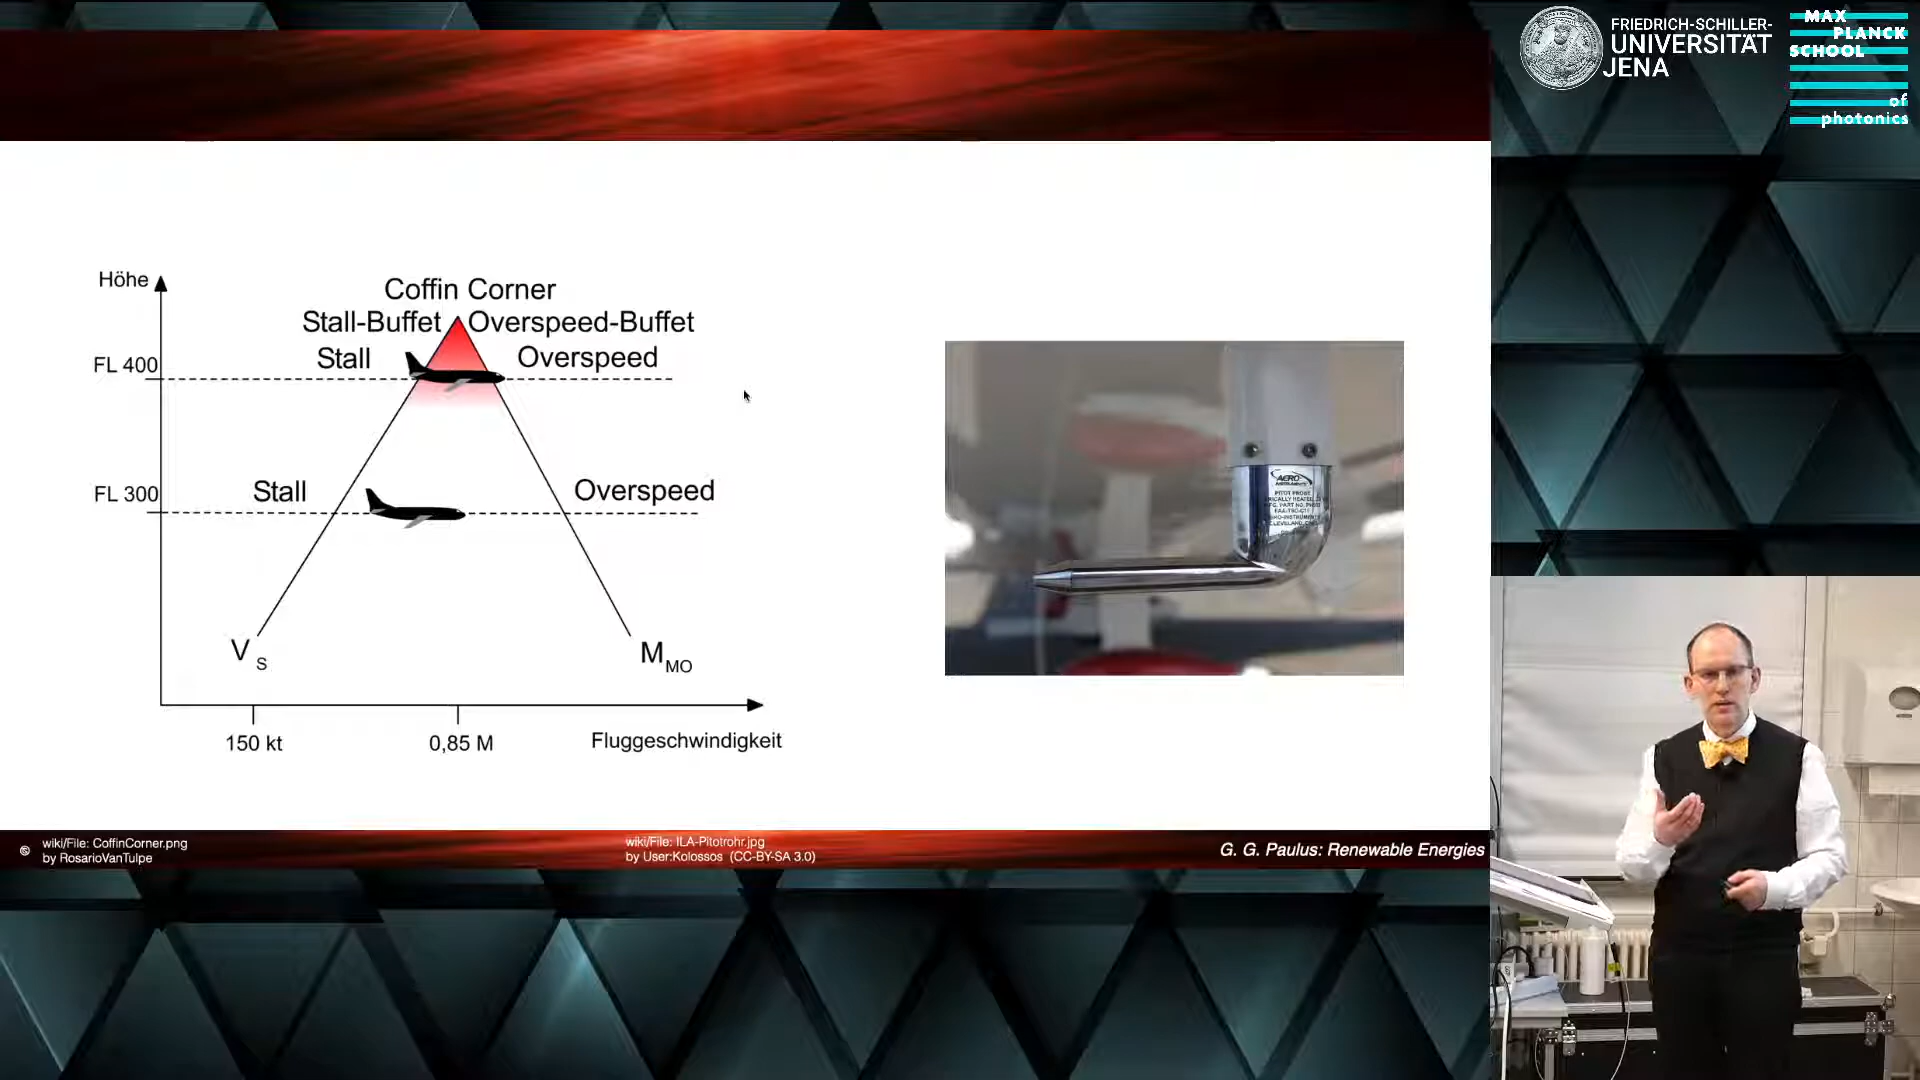 FRIEDRICH-SCHILLER-
UNIVERSITÄT
JENA
MAX
PLANCK
SCHOOL
of
photonics
Höhe
Coffin Corner
Stall-Buffet
Overspeed-Buffet
FL 400
Stall
Overspeed
FL 300
Stall
Overspeed
V S
M MO
150 kt
0,85 M
Fluggeschwindigkeit
AERO
PITOT PROBE
wiki/File: CoffinCorner.png
by RosarioVanTulpe
wiki/File: ILA-Pitotrohr.jpg
by User:Kolossos (CC-BY-SA 3.0)
G. G. Paulus: Renewable Energies